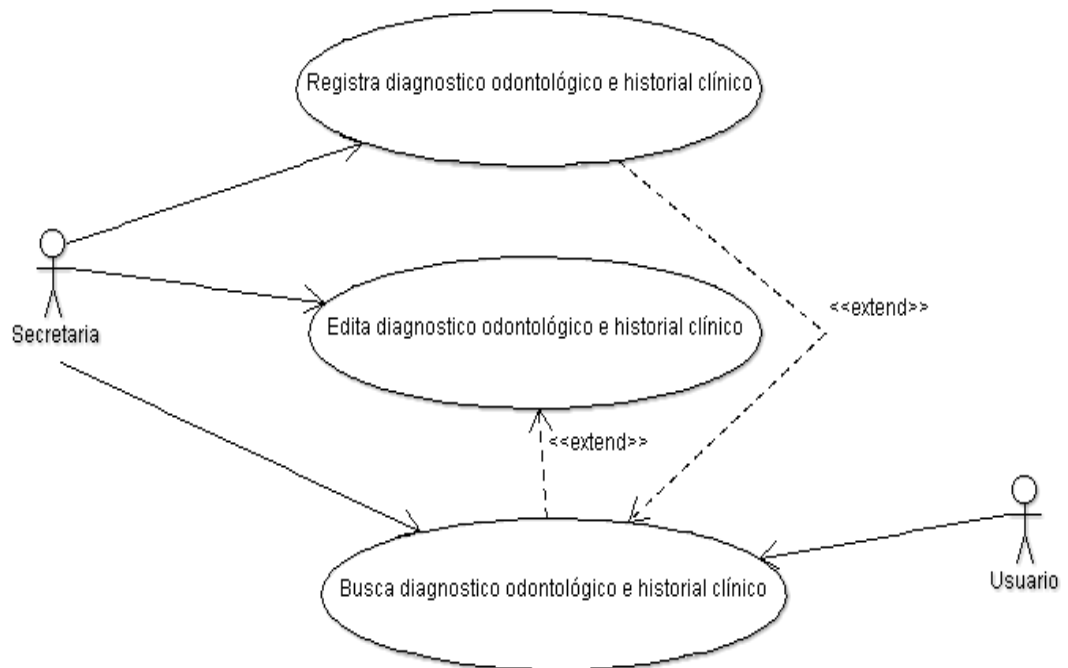 Registra diagnostico odontológico e historial clínico
Secretaria
Edita diagnostico odontológico e historial clínico
<<extend>>
<<extend>>
Busca diagnostico odontológico e historial clínico
Usuario